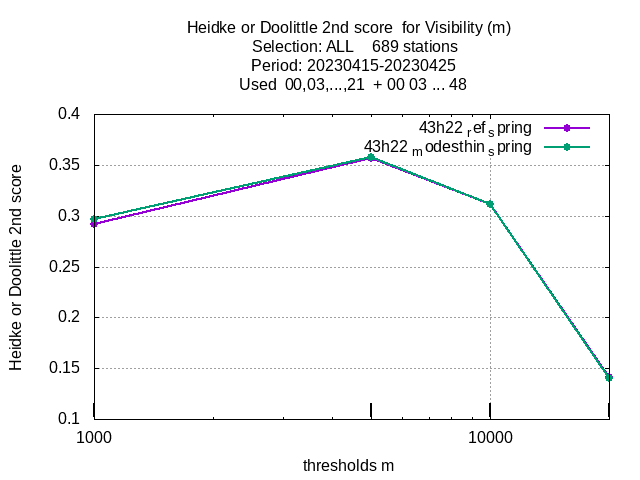 Heidke or Doolittle 2nd score  for Visibility (m)
Selection: ALL    689 stations
Period: 20230415-20230425
Used  00,03,...,21  + 00 03 ... 48
43h22 ref spring
43h22 modesthin spring
Heidke or Doolittle 2nd score
0.4
0.35
0.3
0.25
0.2
0.15
0.1
1000 10000
thresholds m